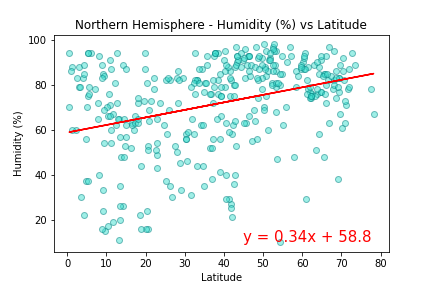 Northern Hemisphere - Humidity (%) vs Latitude
100
80
60
40
20
Humidity (%)
y = 0.34x + 58.8
0 10 20 30 40 50 60 70 80
Latitude